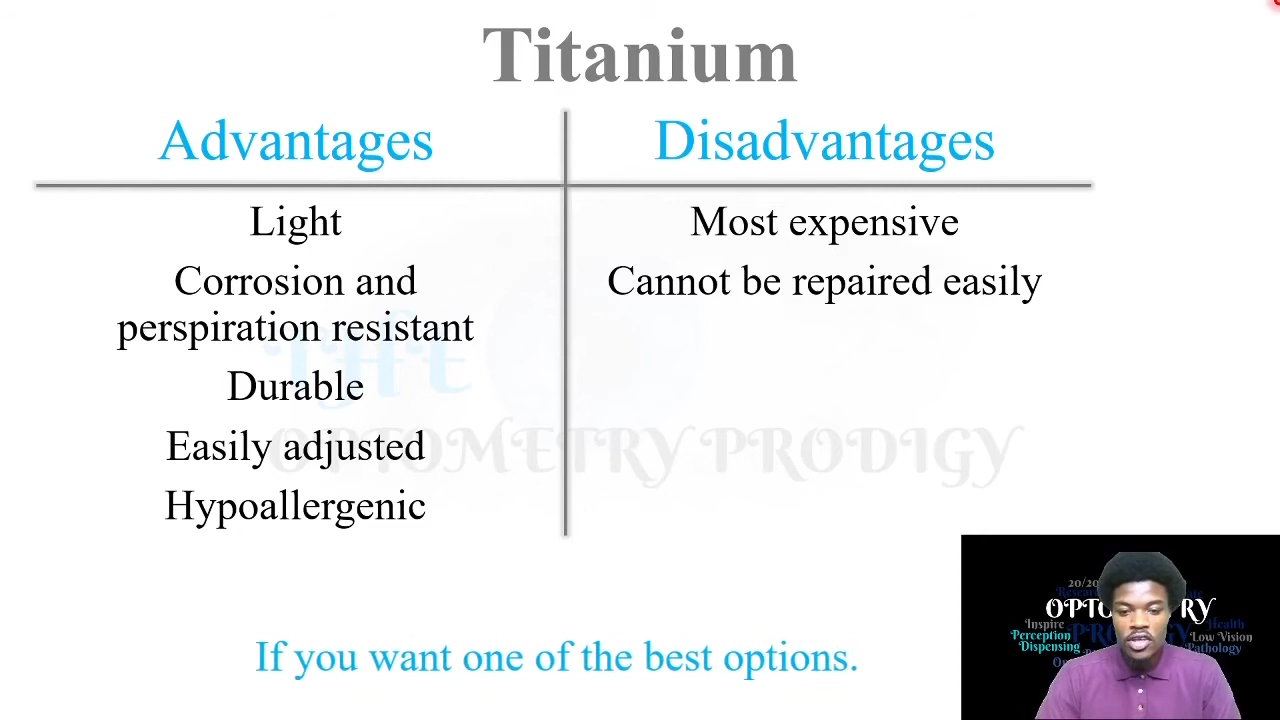 Titanium
Advantages
Disadvantages
Light
Most expensive
Corrosion and
perspiration resistant
Cannot be repaired easily
Durable
Easily adjusted
Hypoallergenic
THE
OPTOMETRY PRODIGY
If you want one of the best options.
20/20
OPTOMETRY
Inspire
Health
Perception
Low Vision
Dispensing
Pathology